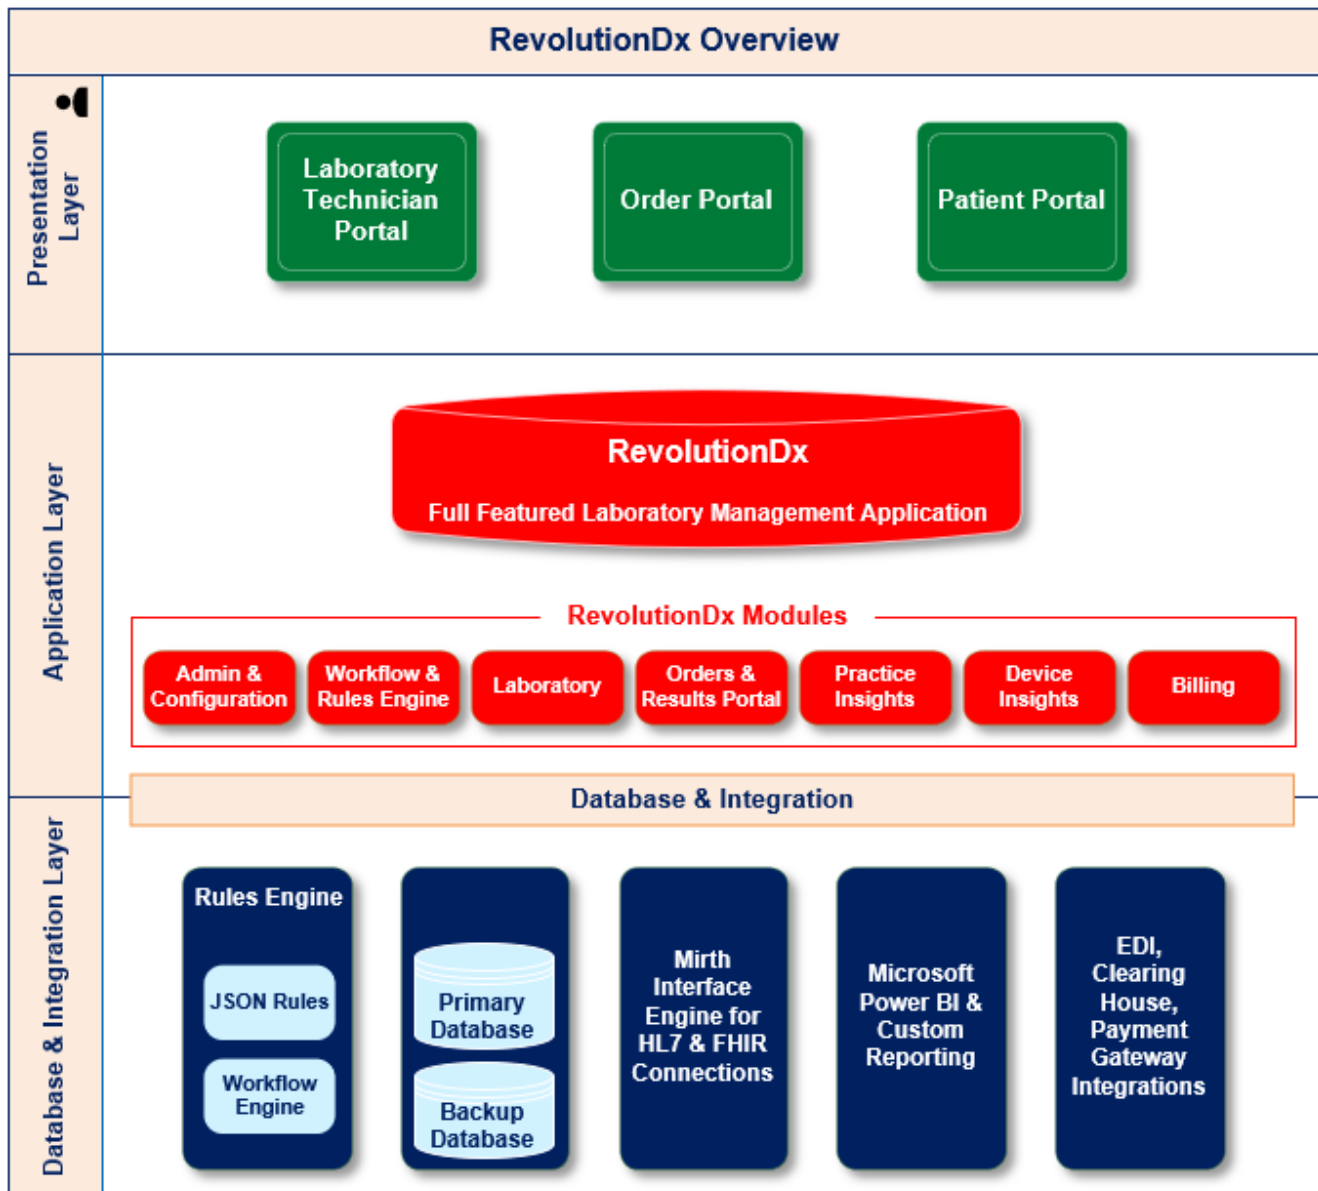 RevolutionDx Overview
Presentation
Layer
Laboratory
Technician
Portal
Order Portal
Patient Portal
Application Layer
RevolutionDx
Full Featured Laboratory Management Application
RevolutionDx Modules
Admin &
Configuration
Workflow &
Rules Engine
Laboratory
Orders &
Results Portal
Practice
Insights
Device
Insights
Billing
Database & Integration
Database & Integration Layer
Rules Engine
JSON Rules
Workflow
Engine
Primary
Database
Backup
Database
Mirth
Interface
Engine for
HL7 & FHIR
Connections
Microsoft
Power BI &
Custom
Reporting
EDI,
Clearing
House,
Payment
Gateway
Integrations